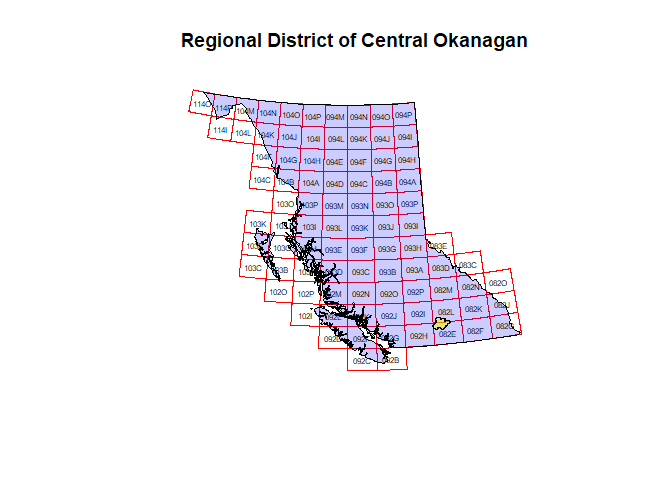 Regional District of Central Okanagan
114O 114P 104M 104N 104O 104P 094M 094N 094O 094P
114I 104L 104K 104J 104I 094L 094K 094J 094I
104F 104G 104H 094E 094F 094G 094H
104C 104B 104A 094D 094C 094B 094A
103O 103P 093M 093N 093O 093P
103K 103I 093L 093K 093J 093I
103G 093E 093F 093G 093H 083E
103C 103B 093C 093B 093A 083D 083C
102O 102P 092M 092N 092O 092P 082M 082N 082O
102I 092J 092I 082L 082K 082J
092G 092H 082E 082F 082G
092C 092B